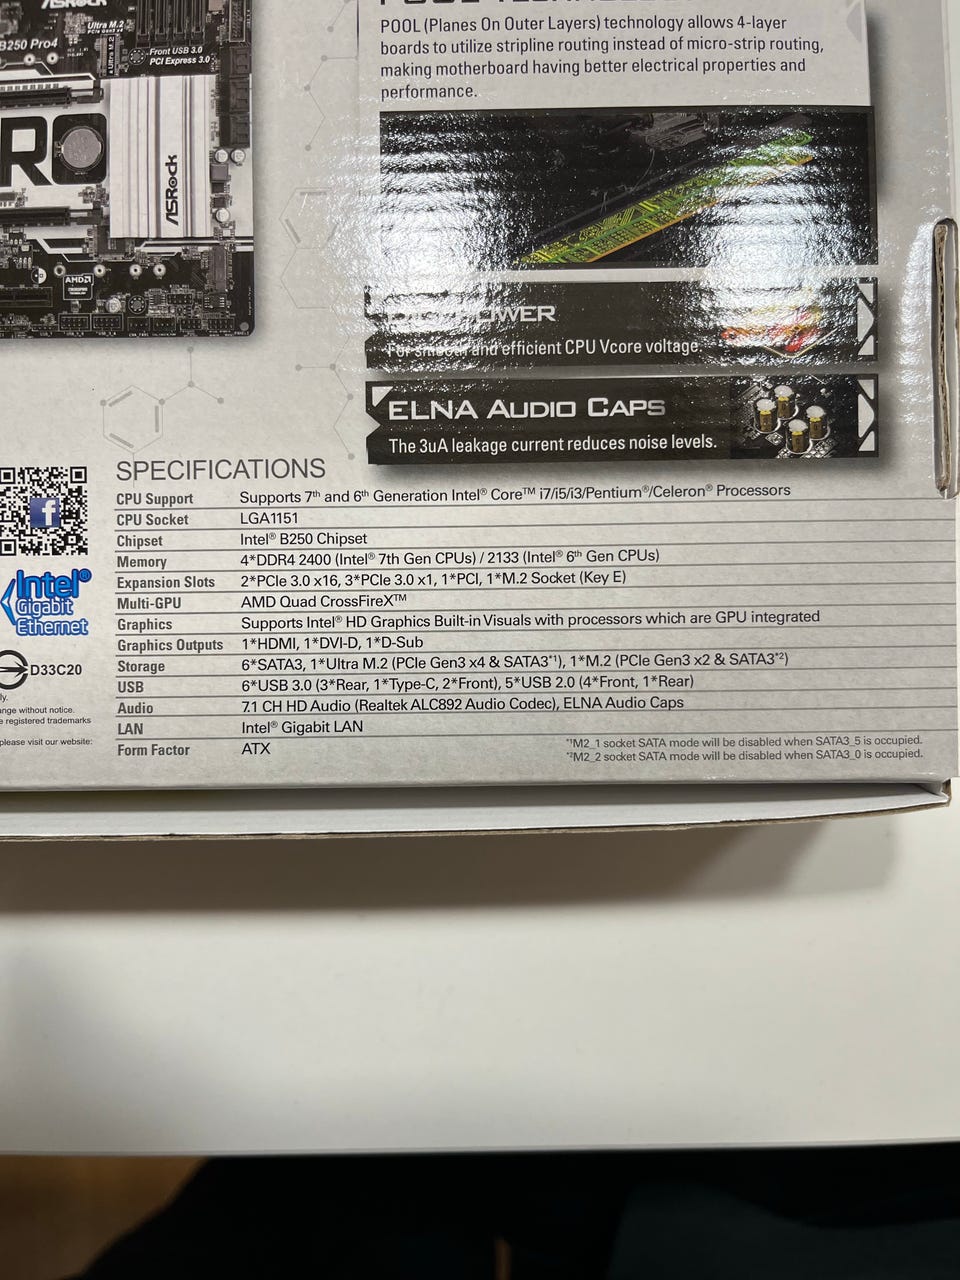 Ultra M.2
PCIe Gen3 x4
B250 Pro4
Ultra M.2
Front USB 3.0
PCI Express 3.0
RO
ASRock
AMD
POOL (Planes On Outer Layers) technology allows 4-layer
boards to utilize stripline routing instead of micro-strip routing,
making motherboard having better electrical properties and
performance.
POWER
For smooth and efficient CPU Vcore voltage.
ELNA AUDIO CAPS
The 3uA leakage current reduces noise levels.
SPECIFICATIONS
CPU Support Supports 7th and 6th Generation Intel® Core™ i7/i5/i3/Pentium®/Celeron® Processors
CPU Socket LGA1151
Chipset Intel® B250 Chipset
Memory 4*DDR4 2400 (Intel® 7th Gen CPUs) / 2133 (Intel® 6th Gen CPUs)
Expansion Slots 2*PCIe 3.0 x16, 3*PCIe 3.0 x1, 1*PCI, 1*M.2 Socket (Key E)
Multi-GPU AMD Quad CrossFireX™
Graphics Supports Intel® HD Graphics Built-in Visuals with processors which are GPU integrated
Graphics Outputs 1*HDMI, 1*DVI-D, 1*D-Sub
Storage 6*SATA3, 1*Ultra M.2 (PCIe Gen3 x4 & SATA3*1), 1*M.2 (PCIe Gen3 x2 & SATA3*2)
USB 6*USB 3.0 (3*Rear, 1*Type-C, 2*Front), 5*USB 2.0 (4*Front, 1*Rear)
Audio 7.1 CH HD Audio (Realtek ALC892 Audio Codec), ELNA Audio Caps
LAN Intel® Gigabit LAN
Form Factor ATX
*1M2_1 socket SATA mode will be disabled when SATA3_5 is occupied.
*2M2_2 socket SATA mode will be disabled when SATA3_0 is occupied.
f
Intel®
Gigabit
Ethernet
D33C20
ly.
ange without notice.
e registered trademarks
please visit our website: